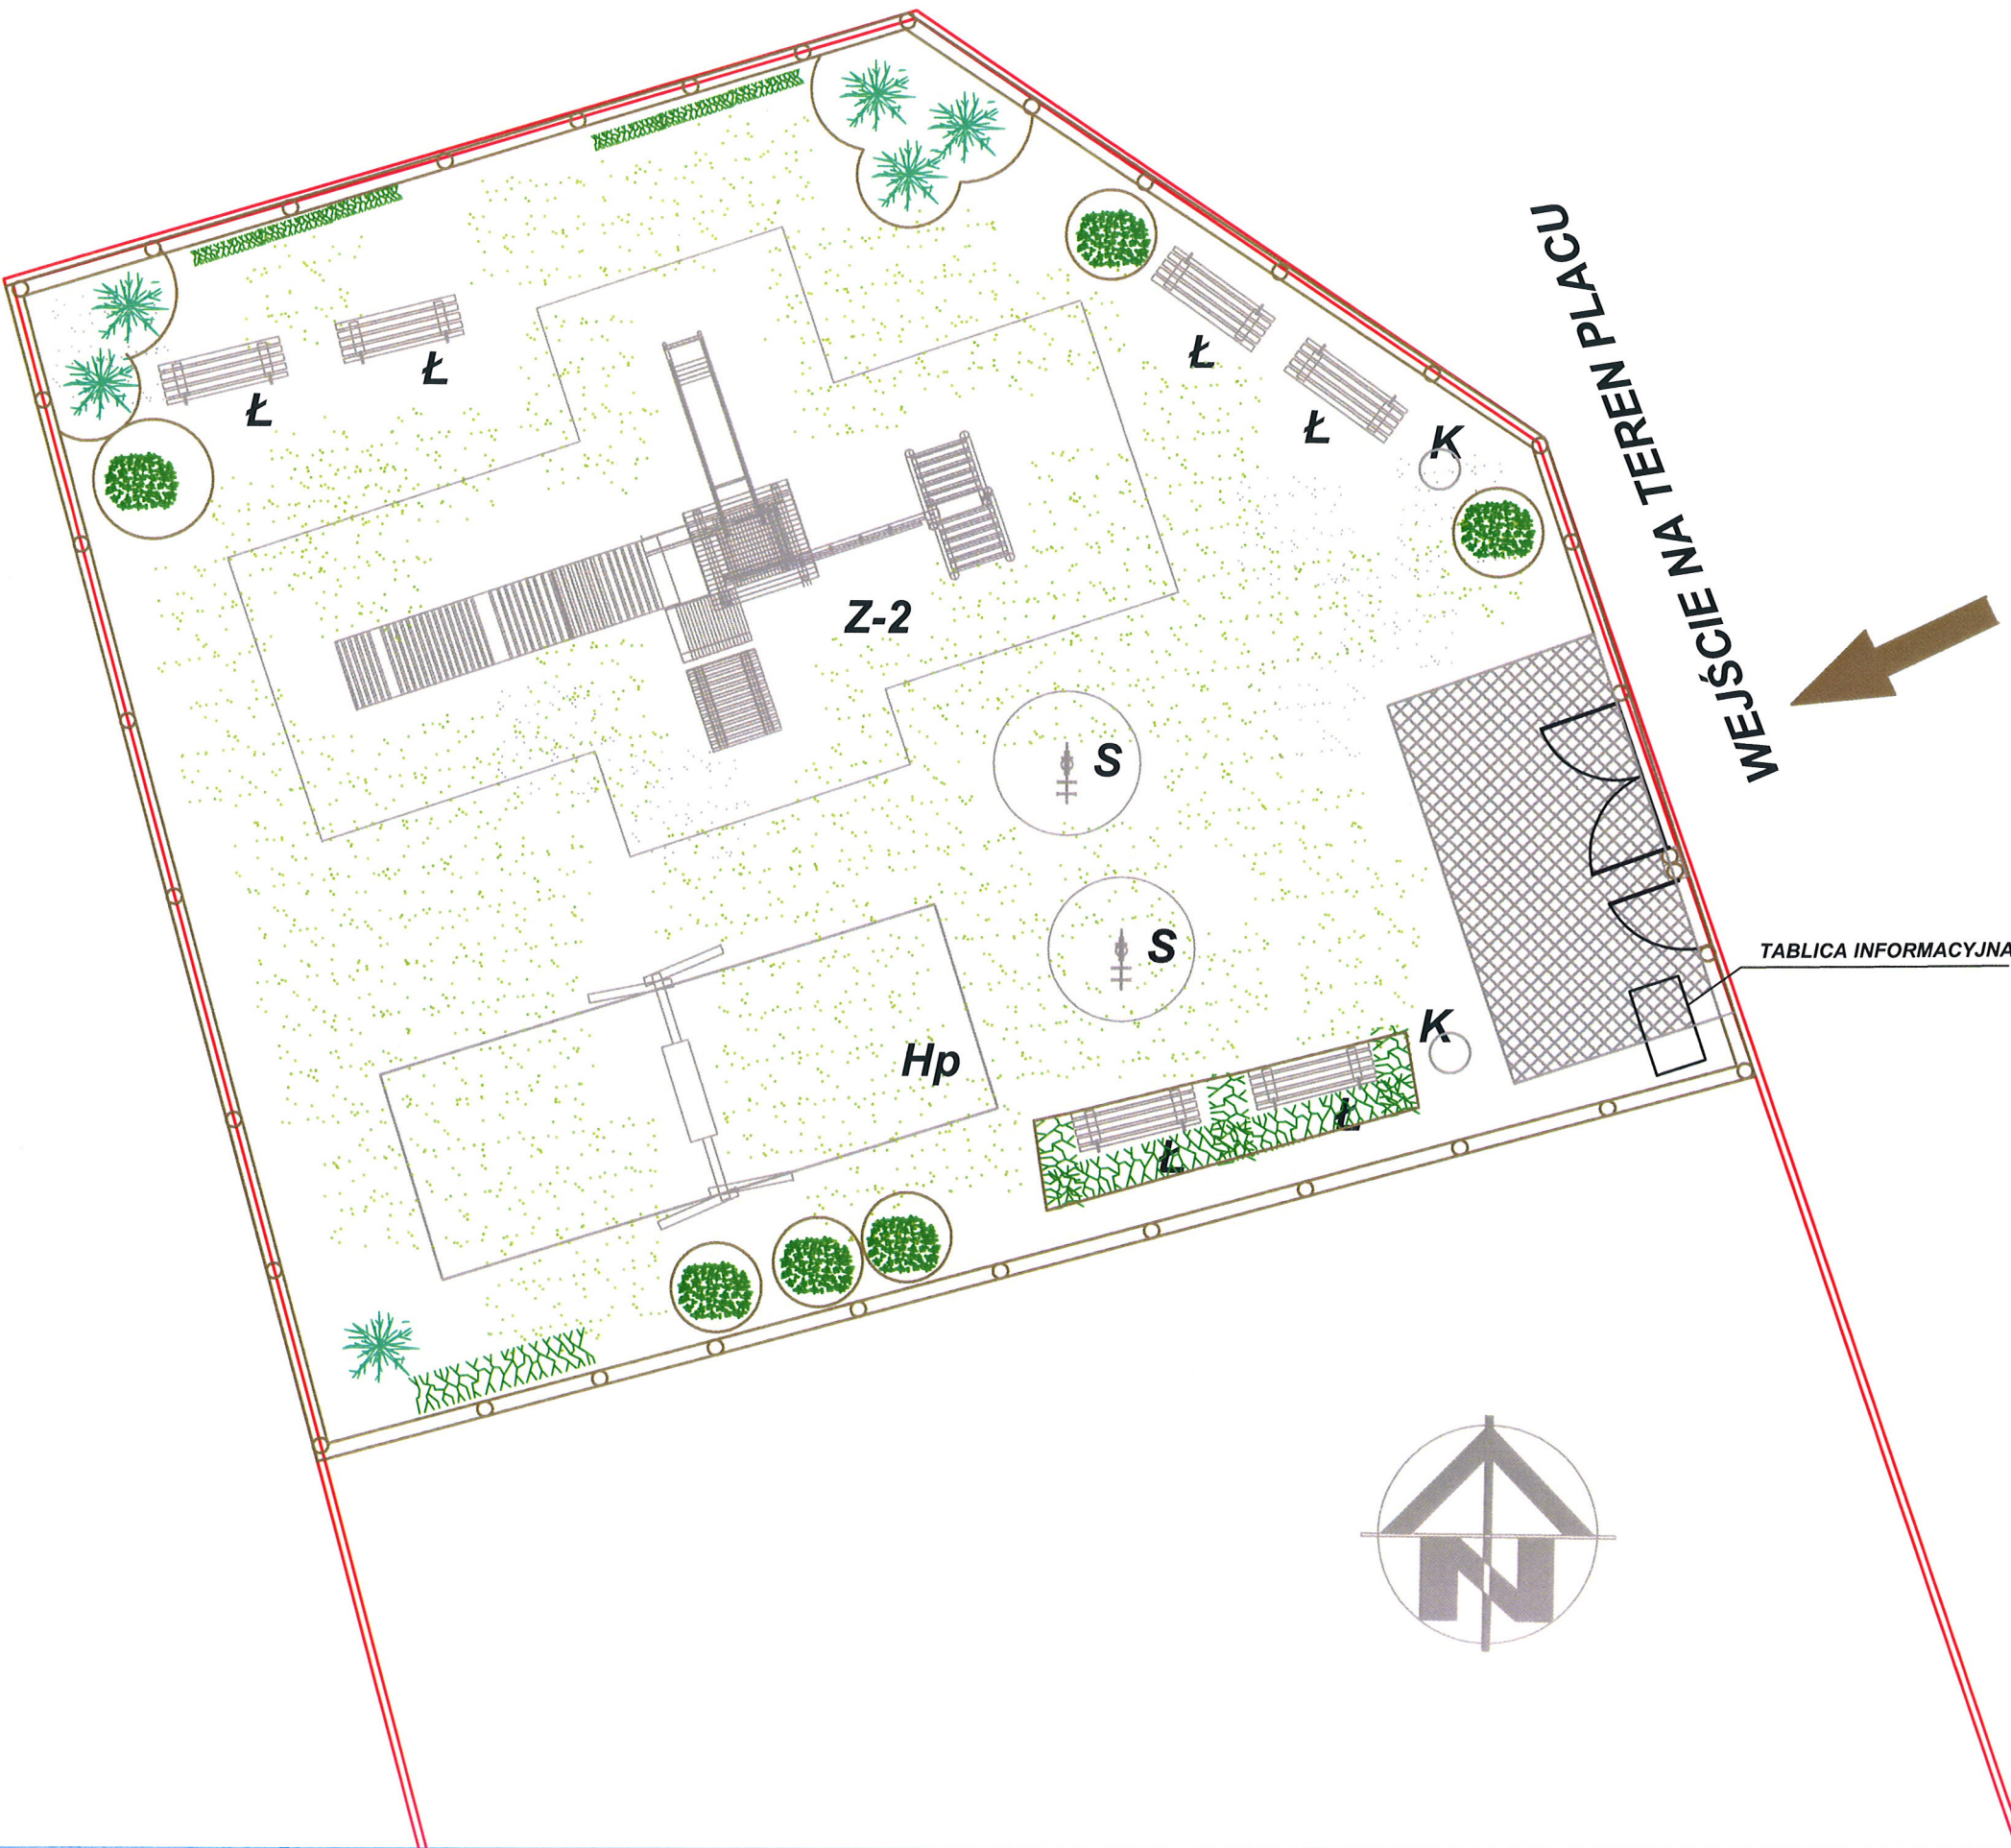 WEJŚCIE NA TEREN PLACU
Ł
Ł
Ł
Ł
K
Z-2
S
S
TABLICA INFORMACYJNA
K
Hp
Ł
Ł
N